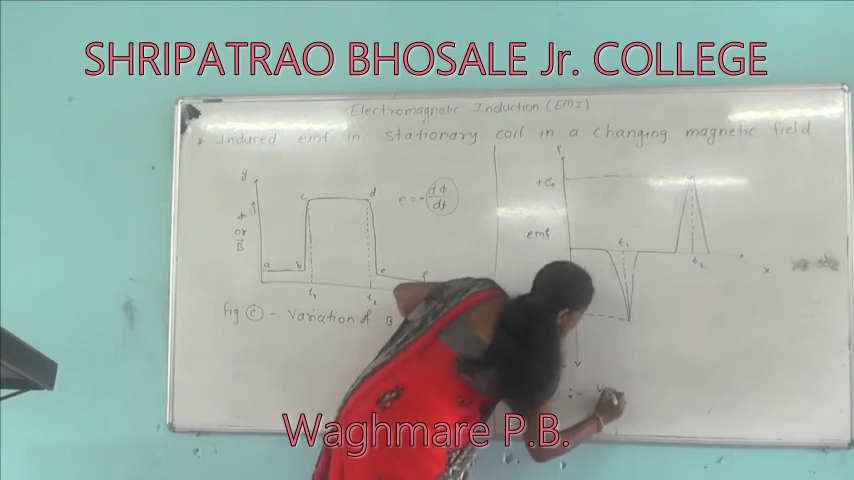 SHRIPATRAO BHOSALE Jr. COLLEGE
Electromagnetic Induction (EMI)
* Induced emf in stationary coil in a changing magnetic field
y
c d
e = - dΦ/dt
or
B
a b
e f
t₁ t₂
Fig (c) - Variation of B
Y
+e₀
emf
t₁
t₂
x
:- V
Waghmare P.B.